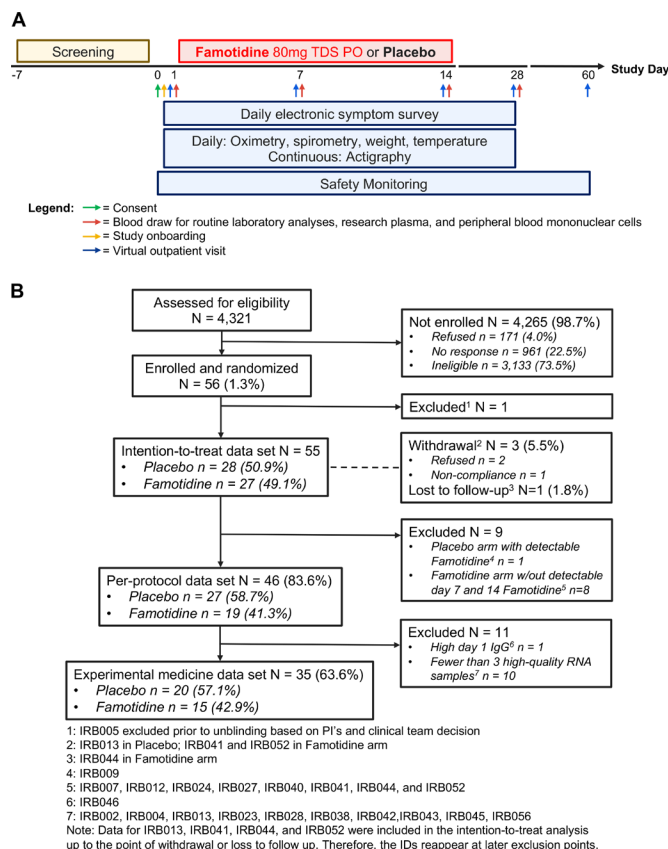 A
Screening
Famotidine 80mg TDS PO or Placebo
-7
0
1
7
14
28
60
Study Day
Daily electronic symptom survey
Daily: Oximetry, spirometry, weight, temperature
Continuous: Actigraphy
Safety Monitoring
Legend:
= Consent
= Blood draw for routine laboratory analyses, research plasma, and peripheral blood mononuclear cells
= Study onboarding
= Virtual outpatient visit
B
Assessed for eligibility
N = 4,321
Not enrolled N = 4,265 (98.7%)
• Refused n = 171 (4.0%)
• No response n = 961 (22.5%)
• Ineligible n = 3,133 (73.5%)
Enrolled and randomized
N = 56 (1.3%)
Excluded¹ N = 1
Intention-to-treat data set N = 55
• Placebo n = 28 (50.9%)
• Famotidine n = 27 (49.1%)
Withdrawal² N = 3 (5.5%)
• Refused n = 2
• Non-compliance n = 1
Lost to follow-up³ N=1 (1.8%)
Excluded N = 9
• Placebo arm with detectable
Famotidine⁴ n = 1
• Famotidine arm w/out detectable
day 7 and 14 Famotidine⁵ n=8
Per-protocol data set N = 46 (83.6%)
• Placebo n = 27 (58.7%)
• Famotidine n = 19 (41.3%)
Excluded N = 11
• High day 1 IgG⁶ n = 1
• Fewer than 3 high-quality RNA
samples⁷ n = 10
Experimental medicine data set N = 35 (63.6%)
• Placebo n = 20 (57.1%)
• Famotidine n = 15 (42.9%)
1: IRB005 excluded prior to unblinding based on PI's and clinical team decision
2: IRB013 in Placebo; IRB041 and IRB052 in Famotidine arm
3: IRB044 in Famotidine arm
4: IRB009
5: IRB007, IRB012, IRB024, IRB027, IRB040, IRB041, IRB044, and IRB052
6: IRB046
7: IRB002, IRB004, IRB013, IRB023, IRB028, IRB038, IRB042,IRB043, IRB045, IRB056
Note: Data for IRB013, IRB041, IRB044, and IRB052 were included in the intention-to-treat analysis
up to the point of withdrawal or loss to follow up. Therefore, the IDs reappear at later exclusion points.